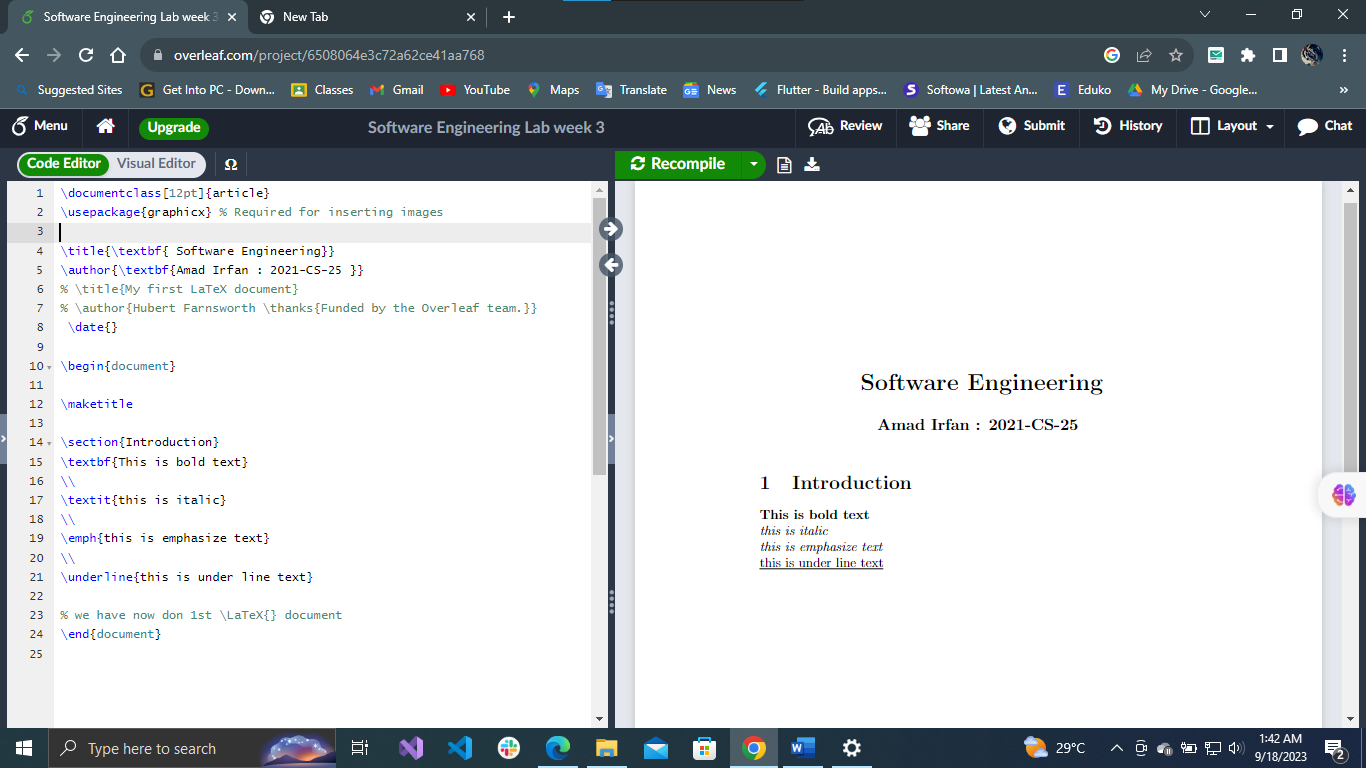 Software Engineering Lab week 3
New Tab
overleaf.com/project/6508064e3c72a62ce41aa768
Suggested Sites
Get Into PC - Down...
Classes
Gmail
YouTube
Maps
Translate
News
Flutter - Build apps...
Softowa | Latest An...
Eduko
My Drive - Google...
»
Menu
Upgrade
Software Engineering Lab week 3
Review
Share
Submit
History
Layout
Chat
Code Editor
Visual Editor
Ω
Recompile
1 \documentclass[12pt]{article}
2 \usepackage{graphicx} % Required for inserting images
3
4 \title{\textbf{ Software Engineering}}
5 \author{\textbf{Amad Irfan : 2021-CS-25 }}
6 % \title{My first LaTeX document}
7 % \author{Hubert Farnsworth \thanks{Funded by the Overleaf team.}}
8 \date{}
9
10 \begin{document}
11
12 \maketitle
13
14 \section{Introduction}
15 \textbf{This is bold text}
16 \\
17 \textit{this is italic}
18 \\
19 \emph{this is emphasize text}
20 \\
21 \underline{this is under line text}
22
23 % we have now don 1st \LaTeX{} document
24 \end{document}
25
Software Engineering
Amad Irfan : 2021-CS-25
1 Introduction
This is bold text
this is italic
this is emphasize text
this is under line text
Type here to search
29°C
1:42 AM
9/18/2023
2